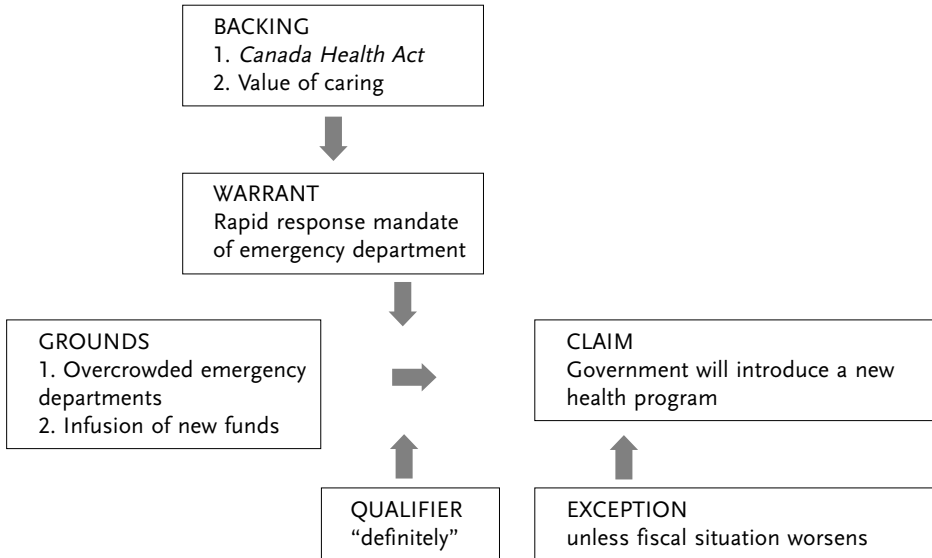 BACKING
1. Canada Health Act
2. Value of caring
WARRANT
Rapid response mandate
of emergency department
GROUNDS
1. Overcrowded emergency
departments
2. Infusion of new funds
CLAIM
Government will introduce a new
health program
QUALIFIER
“definitely”
EXCEPTION
unless fiscal situation worsens